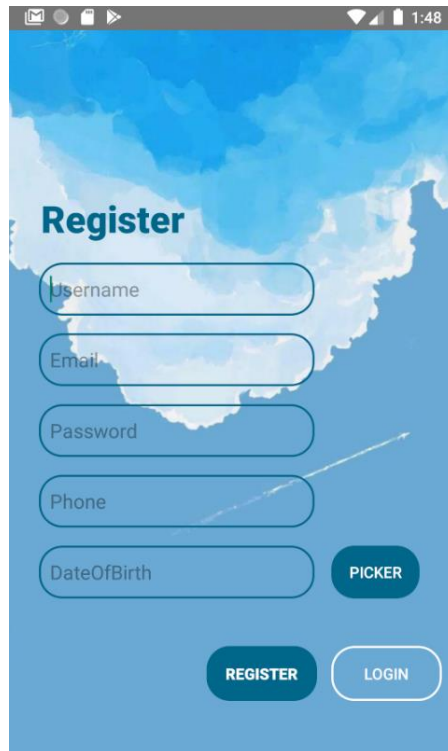 1:48
Register
Username
Email
Password
Phone
DateOfBirth
PICKER
REGISTER
LOGIN